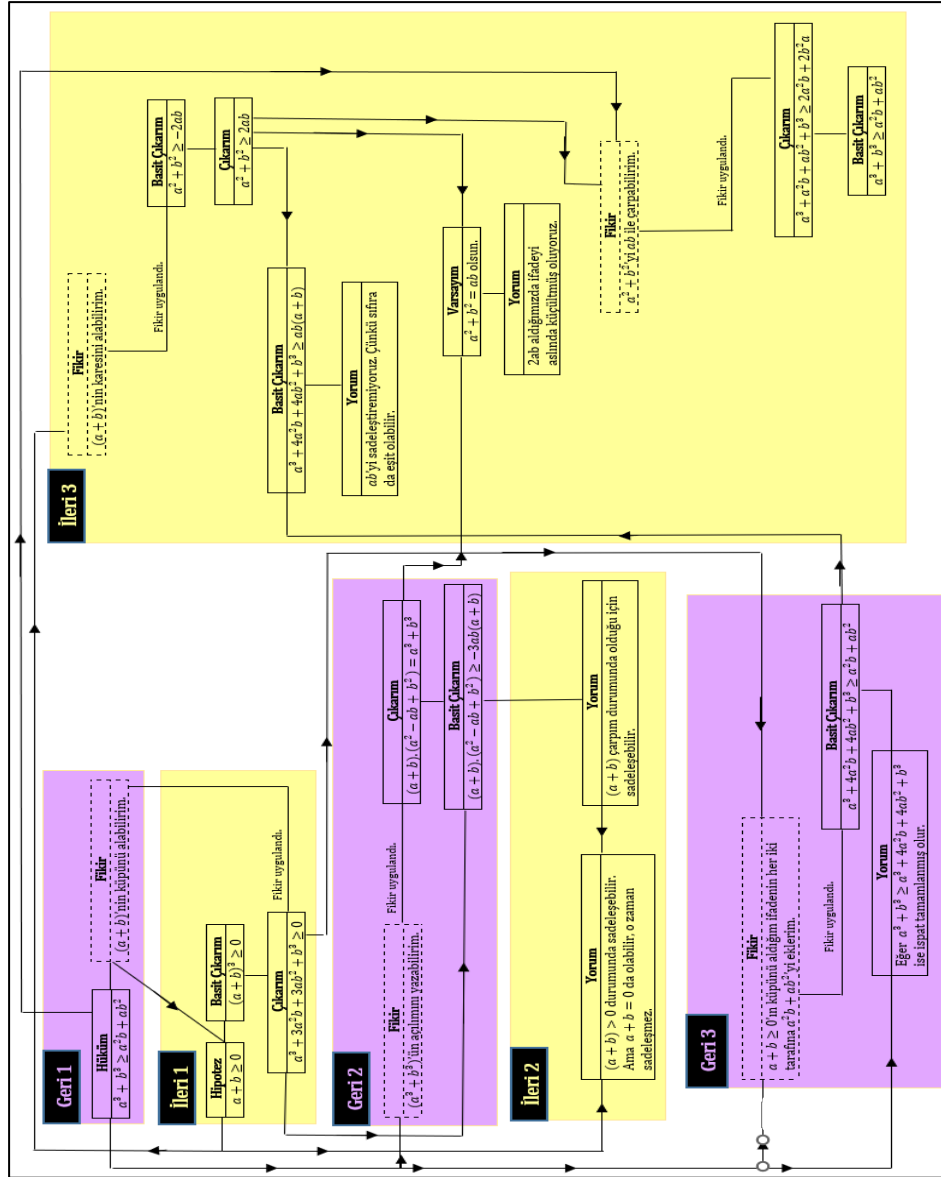 Geri 1
Hüküm
a³ + b³ ≥ a²b + ab²
Fikir
(a + b)'nin küpünü alabilirim.
İleri 1
Hipotez
a + b ≥ 0
Basit Çıkarım
(a + b)³ ≥ 0
Çıkarım
a³ + 3a²b + 3ab² + b³ ≥ 0
Fikir uygulandı.
Geri 2
Fikir
(a³ + b³)'ün açılımını yazabilirim.
Fikir uygulandı.
Çıkarım
(a + b).(a² − ab + b²) = a³ + b³
Basit Çıkarım
(a + b).(a² − ab + b²) ≥ −3ab(a + b)
İleri 2
Yorum
(a + b) > 0 durumunda sadeleşebilir.
Ama a + b = 0 da olabilir, o zaman
sadeleşmez.
Yorum
(a + b) çarpım durumunda olduğu için
sadeleşebilir.
Geri 3
Fikir
a + b ≥ 0'ın küpünü aldığım ifadenin her iki
tarafına a²b + ab²'yi eklerim.
Fikir uygulandı.
Basit Çıkarım
a³ + 4a²b + 4ab² + b³ ≥ a²b + ab²
Yorum
Eğer a³ + b³ ≥ a³ + 4a²b + 4ab² + b³
ise ispat tamamlanmış olur.
İleri 3
Fikir
(a + b)'nin karesini alabilirim.
Fikir uygulandı.
Basit Çıkarım
a² + b² ≥ −2ab
Çıkarım
a² + b² ≥ 2ab
Basit Çıkarım
a³ + 4a²b + 4ab² + b³ ≥ ab(a + b)
Yorum
ab'yi sadeleştiremiyoruz. Çünkü sıfıra
da eşit olabilir.
Varsayım
a² + b² = ab olsun.
Yorum
2ab aldığımızda ifadeyi
aslında küçültmüş oluyoruz.
Fikir
a² + b²'yi ab ile çarpabilirim.
Fikir uygulandı.
Çıkarım
a³ + a²b + ab² + b³ ≥ 2a²b + 2b²a
Basit Çıkarım
a³ + b³ ≥ a²b + ab²